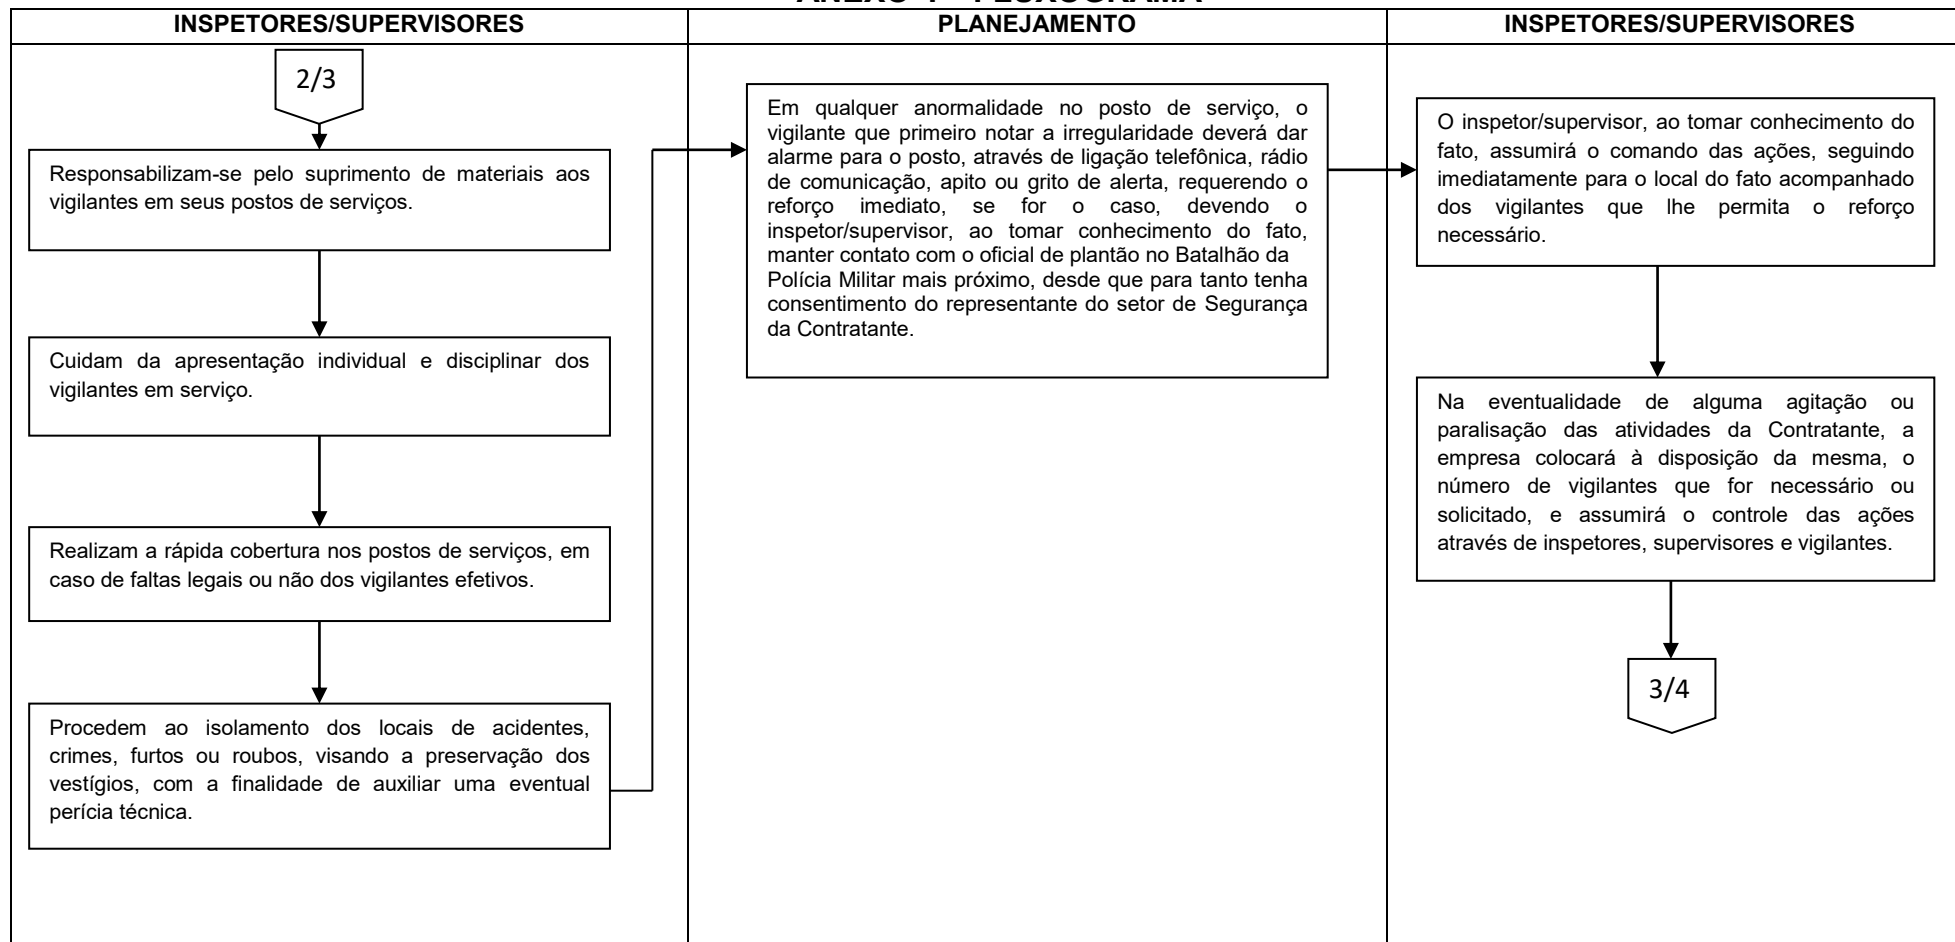 INSPETORES/SUPERVISORES
PLANEJAMENTO
INSPETORES/SUPERVISORES
2/3
Responsabilizam-se pelo suprimento de materiais aos
vigilantes em seus postos de serviços.
Cuidam da apresentação individual e disciplinar dos
vigilantes em serviço.
Realizam a rápida cobertura nos postos de serviços, em
caso de faltas legais ou não dos vigilantes efetivos.
Procedem ao isolamento dos locais de acidentes,
crimes, furtos ou roubos, visando a preservação dos
vestígios, com a finalidade de auxiliar uma eventual
perícia técnica.
Em qualquer anormalidade no posto de serviço, o
vigilante que primeiro notar a irregularidade deverá dar
alarme para o posto, através de ligação telefônica, rádio
de comunicação, apito ou grito de alerta, requerendo o
reforço imediato, se for o caso, devendo o
inspetor/supervisor, ao tomar conhecimento do fato,
manter contato com o oficial de plantão no Batalhão da
Polícia Militar mais próximo, desde que para tanto tenha
consentimento do representante do setor de Segurança
da Contratante.
O inspetor/supervisor, ao tomar conhecimento do
fato, assumirá o comando das ações, seguindo
imediatamente para o local do fato acompanhado
dos vigilantes que lhe permita o reforço
necessário.
Na eventualidade de alguma agitação ou
paralisação das atividades da Contratante, a
empresa colocará à disposição da mesma, o
número de vigilantes que for necessário ou
solicitado, e assumirá o controle das ações
através de inspetores, supervisores e vigilantes.
3/4